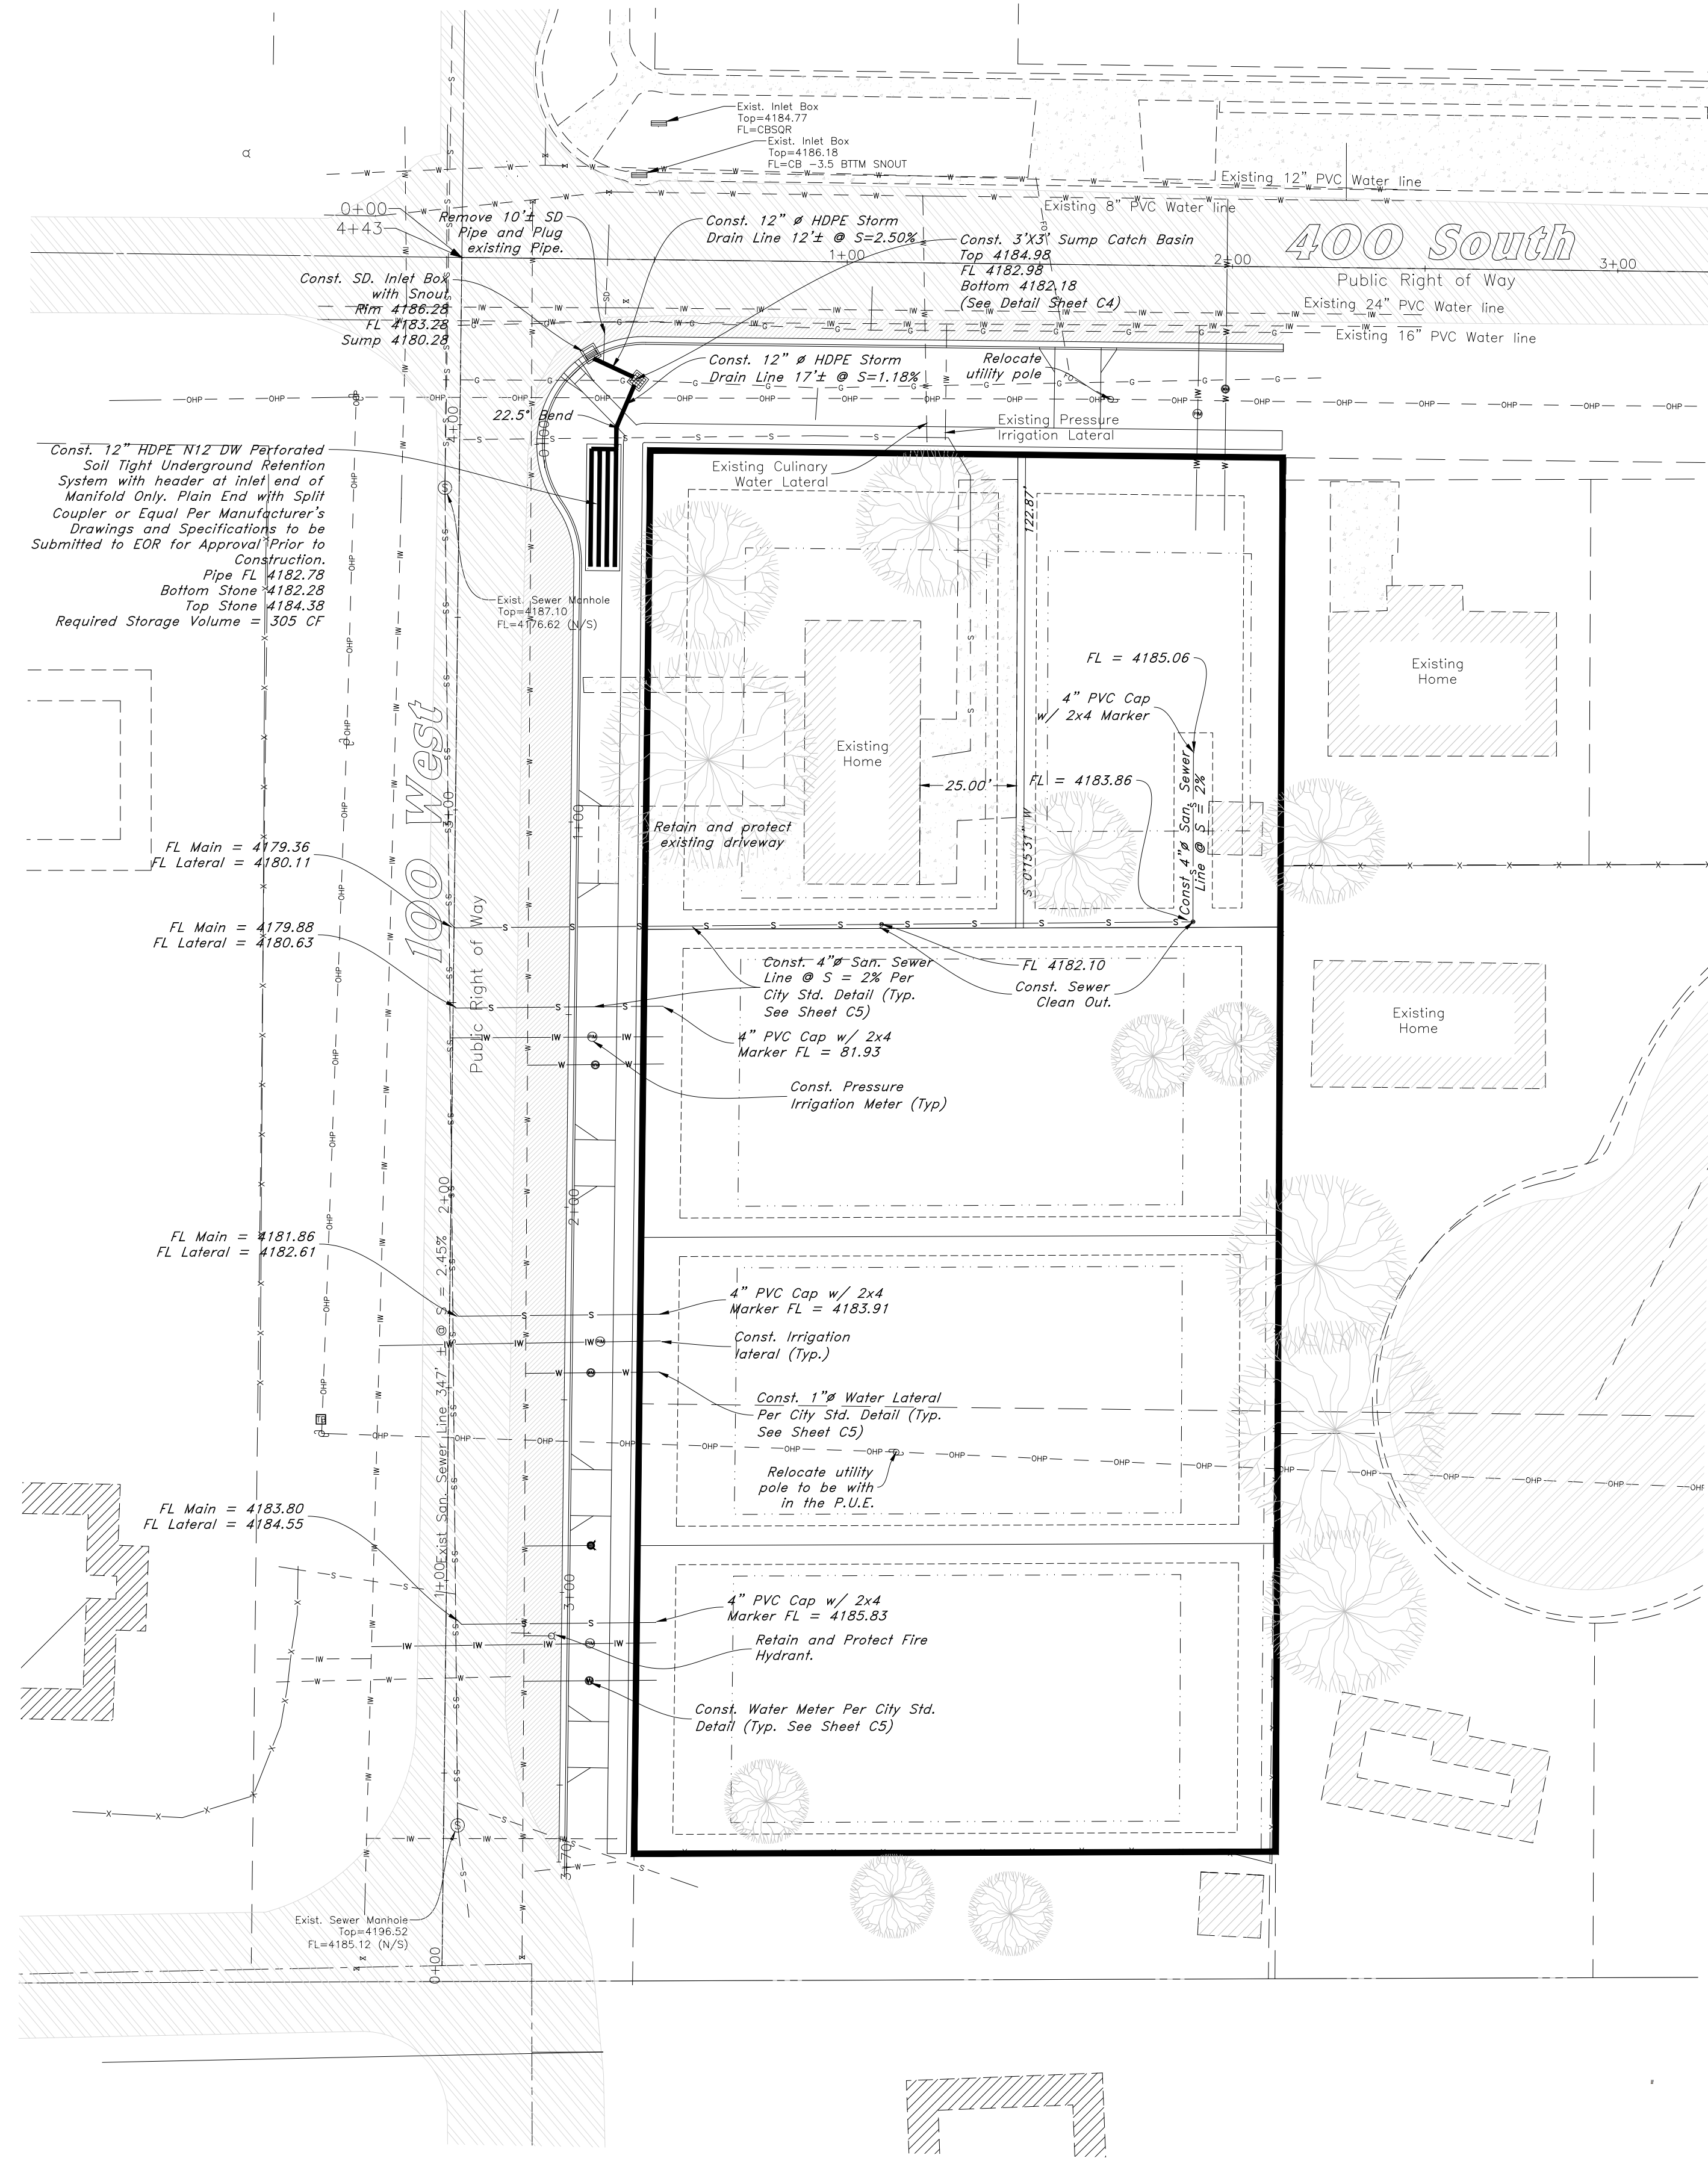 Exist. Inlet Box
Top=4184.77
FL=CBSQR
Exist. Inlet Box
Top=4186.18
FL=CB -3.5 BTTM SNOUT
Existing 12" PVC Water line
Existing 8" PVC Water line
0+00
4+43
Remove 10'± SD
Pipe and Plug
existing Pipe.
Const. 12" ø HDPE Storm
Drain Line 12'± @ S=2.50%
Const. 3'X3' Sump Catch Basin
Top 4184.98
FL 4182.98
Bottom 4182.18
(See Detail Sheet C4)
400 South
1+00
2+00
3+00
Public Right of Way
Existing 24" PVC Water line
Existing 16" PVC Water line
Const. SD. Inlet Box
with Snout
Rim 4186.28
FL 4183.28
Sump 4180.28
Const. 12" ø HDPE Storm
Drain Line 17'± @ S=1.18%
Relocate
utility pole
22.5° Bend
Existing Pressure
Irrigation Lateral
Existing Culinary
Water Lateral
Const. 12" HDPE N12 DW Perforated
Soil Tight Underground Retention
System with header at inlet end of
Manifold Only. Plain End with Split
Coupler or Equal Per Manufacturer's
Drawings and Specifications to be
Submitted to EOR for Approval Prior to
Construction.
Pipe FL 4182.78
Bottom Stone 4182.28
Top Stone 4184.38
Required Storage Volume = 305 CF
4+00
0+00
122.87'
Exist. Sewer Manhole
Top=4187.10
FL=4176.62 (N/S)
FL = 4185.06
4" PVC Cap
w/ 2x4 Marker
Existing
Home
Existing
Home
FL = 4183.86
25.00'
S 0°15'31" W
Const 4"ø San. Sewer
Line @ S = 2%
100 West
Public Right of Way
3+00
1+00
Retain and protect
existing driveway
FL Main = 4179.36
FL Lateral = 4180.11
FL Main = 4179.88
FL Lateral = 4180.63
Const. 4"ø San. Sewer
Line @ S = 2% Per
City Std. Detail (Typ.
See Sheet C5)
FL 4182.10
Const. Sewer
Clean Out.
Existing
Home
4" PVC Cap w/ 2x4
Marker FL = 81.93
Const. Pressure
Irrigation Meter (Typ)
2+00
2+00
FL Main = 4181.86
FL Lateral = 4182.61
Exist San. Sewer Line 347' ± @ S = 2.45%
4" PVC Cap w/ 2x4
Marker FL = 4183.91
Const. Irrigation
lateral (Typ.)
Const. 1"ø Water Lateral
Per City Std. Detail (Typ.
See Sheet C5)
Relocate utility
pole to be with
in the P.U.E.
FL Main = 4183.80
FL Lateral = 4184.55
1+00
3+00
4" PVC Cap w/ 2x4
Marker FL = 4185.83
Retain and Protect Fire
Hydrant.
Const. Water Meter Per City Std.
Detail (Typ. See Sheet C5)
3+70
Exist. Sewer Manhole
Top=4196.52
FL=4185.12 (N/S)
0+00